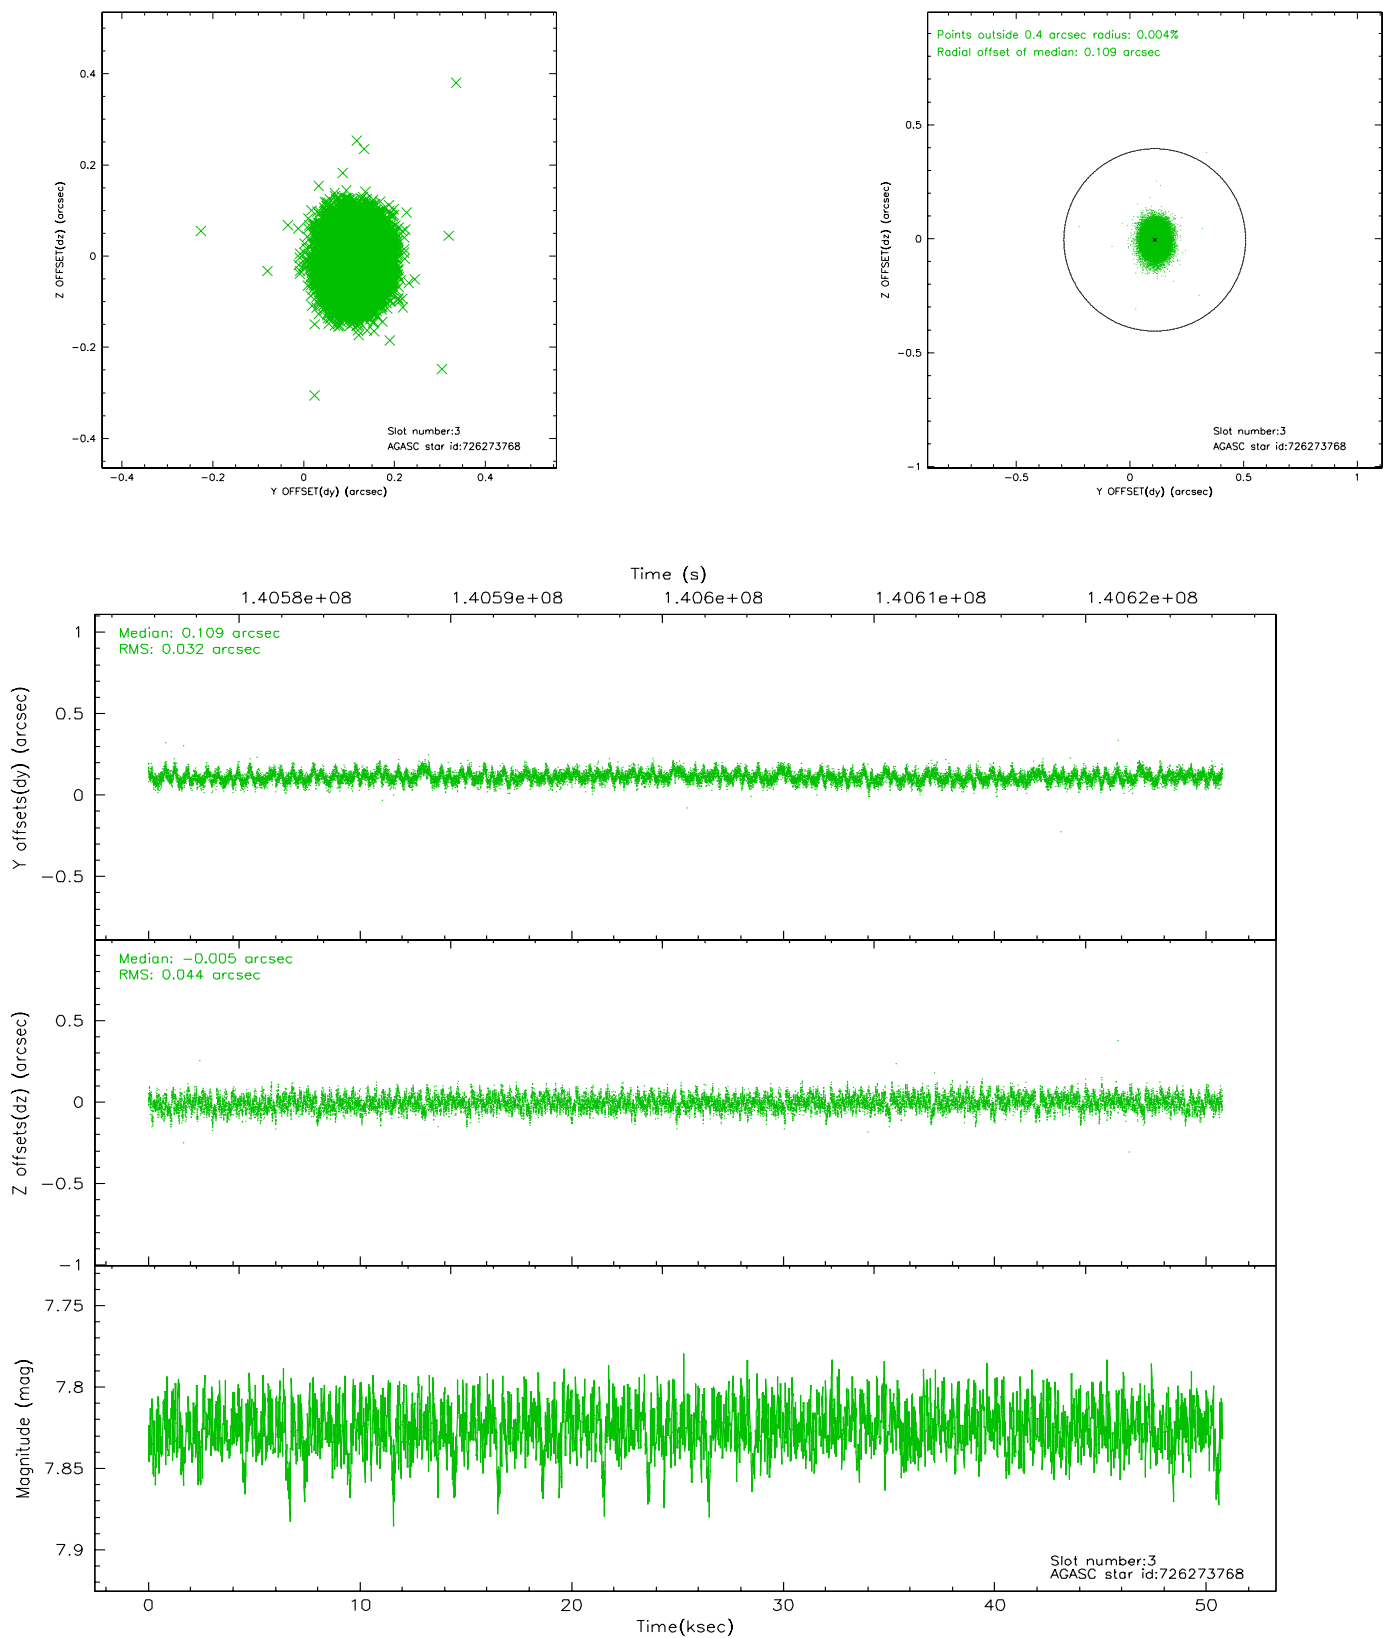 0.4
0.2
0
−0.2
−0.4
Z OFFSET(dz) (arcsec)
Slot number:3
AGASC star id:726273768
−0.4 −0.2 0 0.2 0.4
Y OFFSET(dy) (arcsec)
Points outside 0.4 arcsec radius: 0.004%
Radial offset of median: 0.109 arcsec
0.5
0
−0.5
−1
Z OFFSET(dz) (arcsec)
Slot number:3
AGASC star id:726273768
−0.5 0 0.5 1
Y OFFSET(dy) (arcsec)
Time (s)
1.4058e+08 1.4059e+08 1.406e+08 1.4061e+08 1.4062e+08
Median: 0.109 arcsec
RMS: 0.032 arcsec
1
0.5
0
−0.5
Y offsets(dy) (arcsec)
Median: −0.005 arcsec
RMS: 0.044 arcsec
0.5
0
−0.5
−1
Z offsets(dz) (arcsec)
7.75
7.8
7.85
7.9
Magnitude (mag)
Slot number:3
AGASC star id:726273768
0 10 20 30 40 50
Time(ksec)